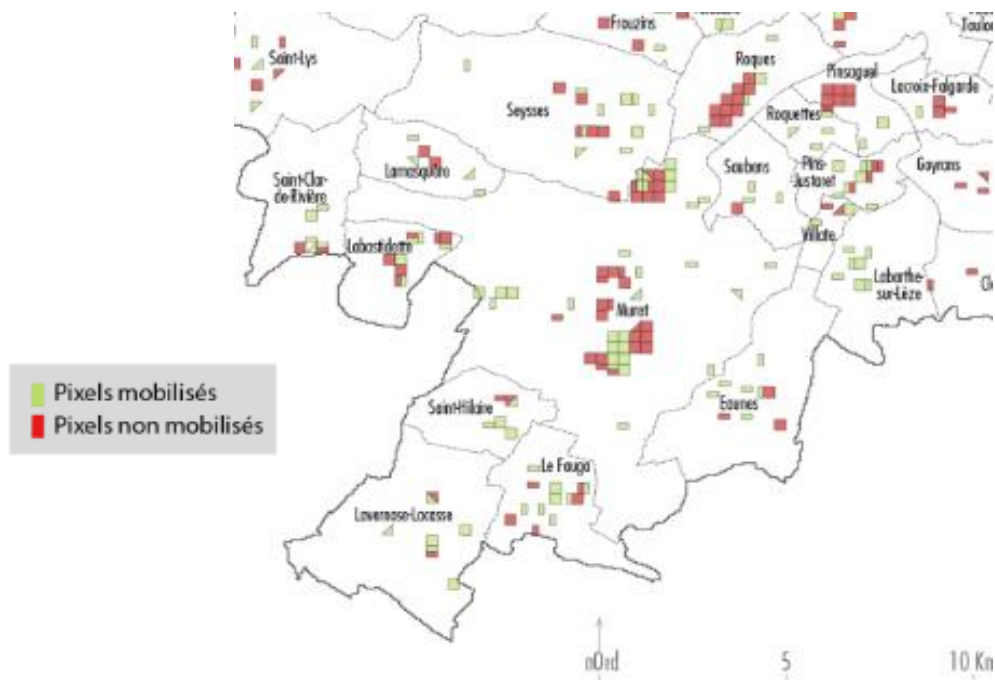 Frouzins
Saint-Lys
Roques
Pinsaguel
Lacroix-Falgarde
Seysses
Roquettes
Lamasquère
Saubens
Pins-
Justaret
Goyrans
Saint-Clar-
de-Rivière
Labastidette
Villate
Labarthe-
sur-Lèze
Muret
Pixels mobilisés
Pixels non mobilisés
Saint-Hilaire
Eaunes
Le Fauga
Lavernose-Lacasse
5
10 Km